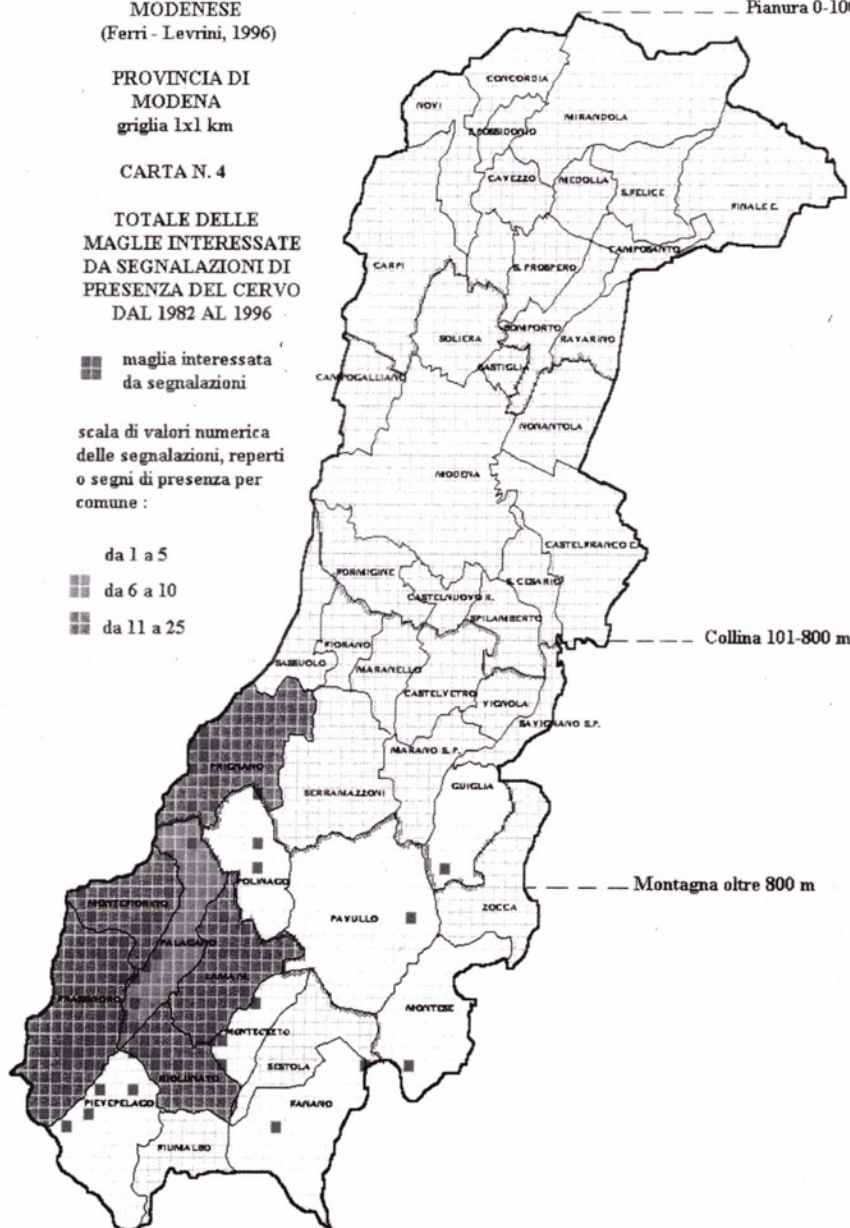 MODENESE
(Ferri - Levrini, 1996)
PROVINCIA DI
MODENA
griglia 1x1 km
CARTA N. 4
TOTALE DELLE
MAGLIE INTERESSATE
DA SEGNALAZIONI DI
PRESENZA DEL CERVO
DAL 1982 AL 1996
maglia interessata
da segnalazioni
scala di valori numerica
delle segnalazioni, reperti
o segni di presenza per
comune :
da 1 a 5
da 6 a 10
da 11 a 25
Pianura 0-100
CONCORDIA
NOVI
S.POSSIDONIO
MIRANDOLA
CAVEZZO
MEDOLLA
S.FELICE
FINALE E.
CAMPOSANTO
CARPI
S. PROSPERO
SOLIERA
BOMPORTO
RAVARINO
BASTIGLIA
CAMPOGALLIANO
NONANTOLA
MODENA
CASTELFRANCO E.
FORMIGINE
S. CESARIO
CASTELNUOVO R.
SPILAMBERTO
Collina 101-800 m
FIORANO
SASSUOLO
MARANELLO
CASTELVETRO
VIGNOLA
SAVIGNANO S.P.
MARANO S.P.
PRIGNANO
SERRAMAZZONI
GUIGLIA
POLINAGO
Montagna oltre 800 m
MONTEFIORINO
ZOCCA
PAVULLO
PALAGANO
LAMA M.
FRASSINORO
MONTESE
MONTECRETO
SESTOLA
RIOLUNATO
PIEVEPELAGO
FANANO
FIUMALBO